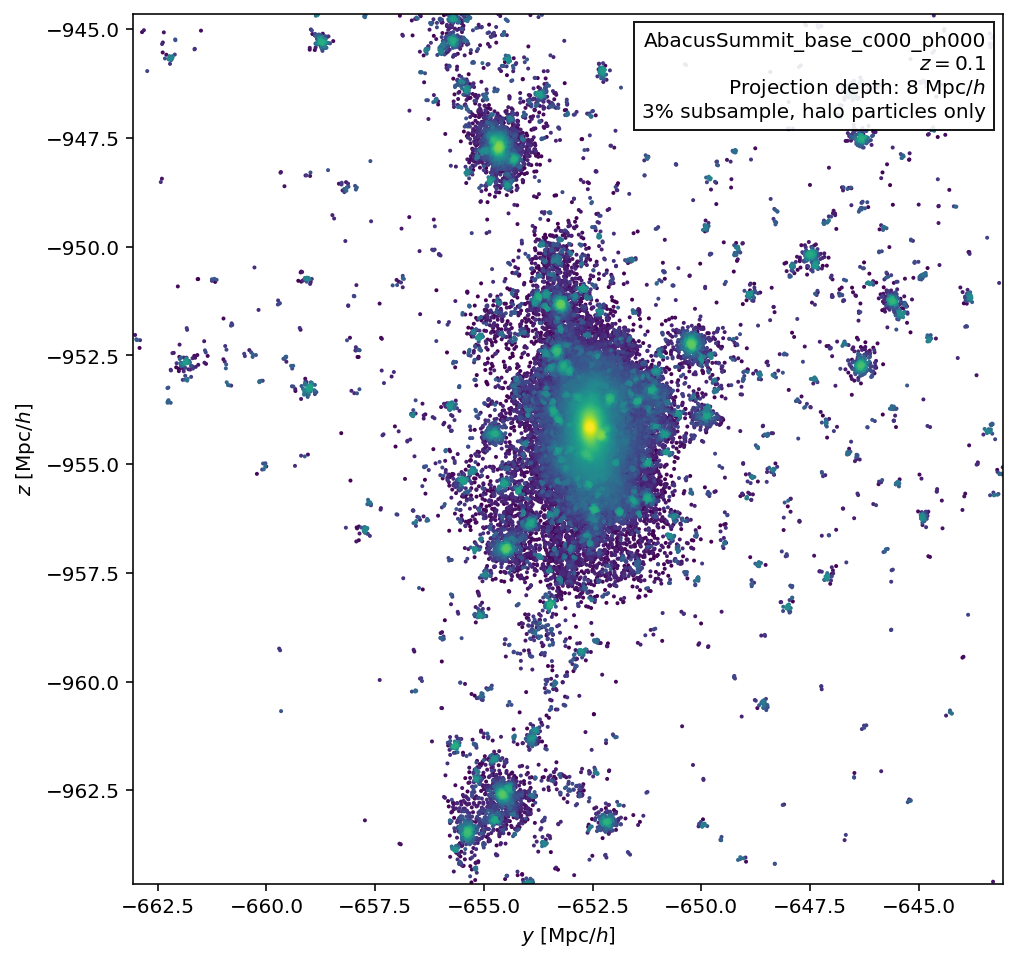 AbacusSummit_base_c000_ph000
z = 0.1
Projection depth: 8 Mpc/h
3% subsample, halo particles only
−945.0
−947.5
−950.0
−952.5
−955.0
−957.5
−960.0
−962.5
z [Mpc/h]
−662.5 −660.0 −657.5 −655.0 −652.5 −650.0 −647.5 −645.0
y [Mpc/h]